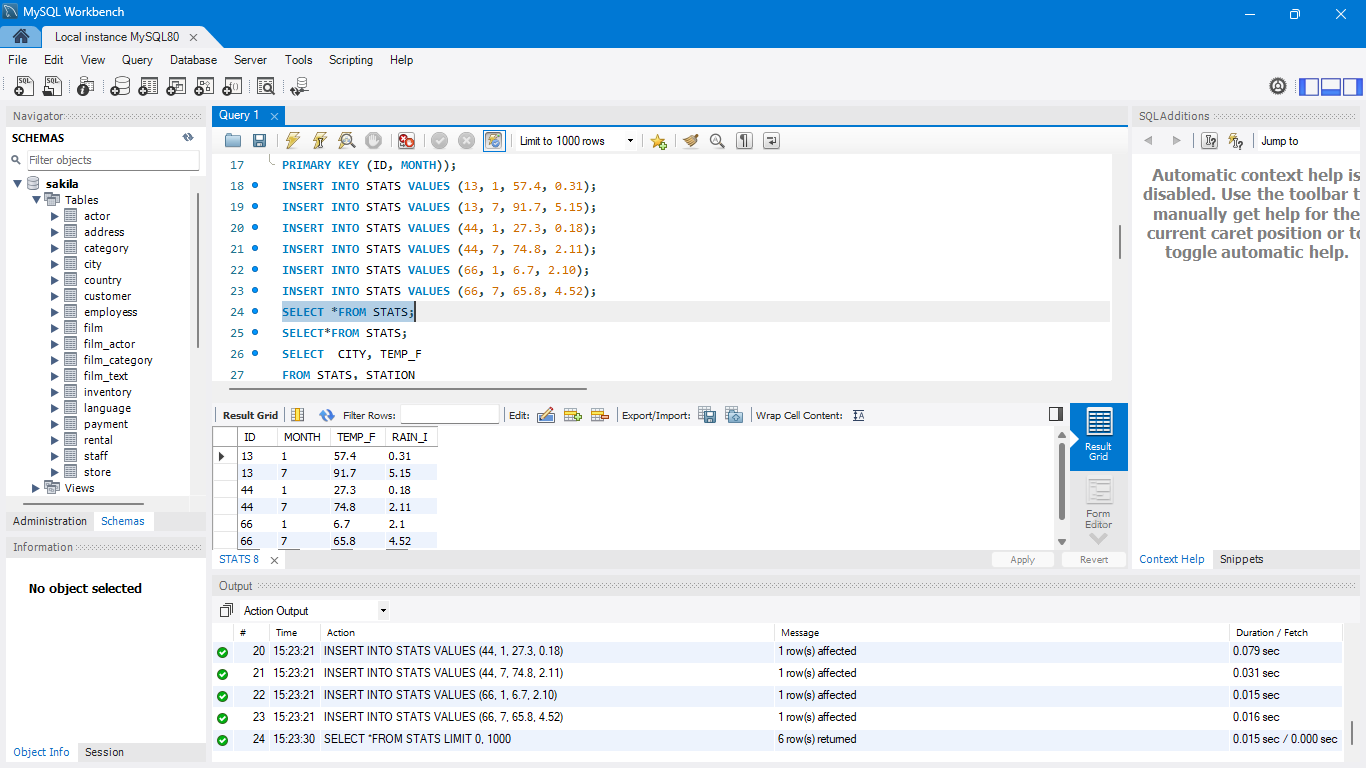 MySQL Workbench
Local instance MySQL80
File Edit View Query Database Server Tools Scripting Help
Navigator
SCHEMAS
Filter objects
sakila
Tables
actor
address
category
city
country
customer
employess
film
film_actor
film_category
film_text
inventory
language
payment
rental
staff
store
Views
Administration Schemas
Information
No object selected
Object Info Session
Query 1
Limit to 1000 rows
17 PRIMARY KEY (ID, MONTH));
18 INSERT INTO STATS VALUES (13, 1, 57.4, 0.31);
19 INSERT INTO STATS VALUES (13, 7, 91.7, 5.15);
20 INSERT INTO STATS VALUES (44, 1, 27.3, 0.18);
21 INSERT INTO STATS VALUES (44, 7, 74.8, 2.11);
22 INSERT INTO STATS VALUES (66, 1, 6.7, 2.10);
23 INSERT INTO STATS VALUES (66, 7, 65.8, 4.52);
24 SELECT *FROM STATS;
25 SELECT*FROM STATS;
26 SELECT  CITY, TEMP_F
27 FROM STATS, STATION
Result Grid Filter Rows: Edit: Export/Import: Wrap Cell Content:
ID MONTH TEMP_F RAIN_I
13 1 57.4 0.31
13 7 91.7 5.15
44 1 27.3 0.18
44 7 74.8 2.11
66 1 6.7 2.1
66 7 65.8 4.52
Result
Grid
Form
Editor
STATS 8
Apply Revert
SQLAdditions
Jump to
Automatic context help is
disabled. Use the toolbar t
manually get help for the
current caret position or to
toggle automatic help.
Context Help Snippets
Output
Action Output
# Time Action Message Duration / Fetch
20 15:23:21 INSERT INTO STATS VALUES (44, 1, 27.3, 0.18) 1 row(s) affected 0.079 sec
21 15:23:21 INSERT INTO STATS VALUES (44, 7, 74.8, 2.11) 1 row(s) affected 0.031 sec
22 15:23:21 INSERT INTO STATS VALUES (66, 1, 6.7, 2.10) 1 row(s) affected 0.015 sec
23 15:23:21 INSERT INTO STATS VALUES (66, 7, 65.8, 4.52) 1 row(s) affected 0.016 sec
24 15:23:30 SELECT *FROM STATS LIMIT 0, 1000 6 row(s) returned 0.015 sec / 0.000 sec